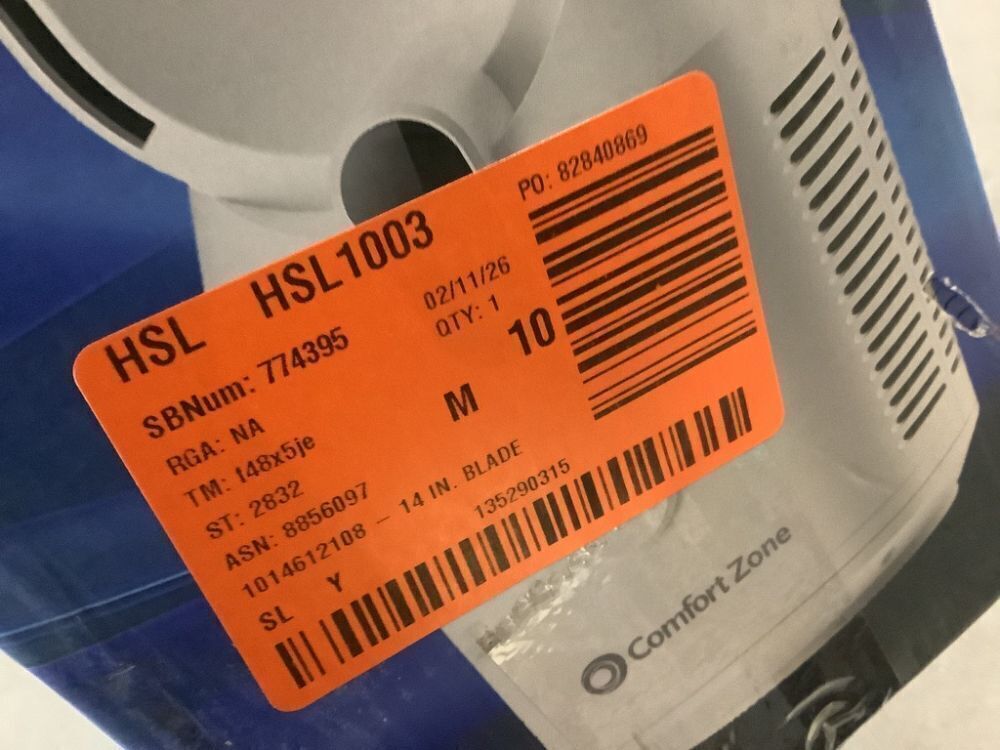 HSL HSL1003
PO: 82840869
SBNum: 774395
02/11/26
RGA: NA
QTY: 1
TM: f48x5je
M 10
ST: 2832
ASN: 8856097
1014612108 - 14 IN. BLADE
SL Y 135290315
Comfort Zone